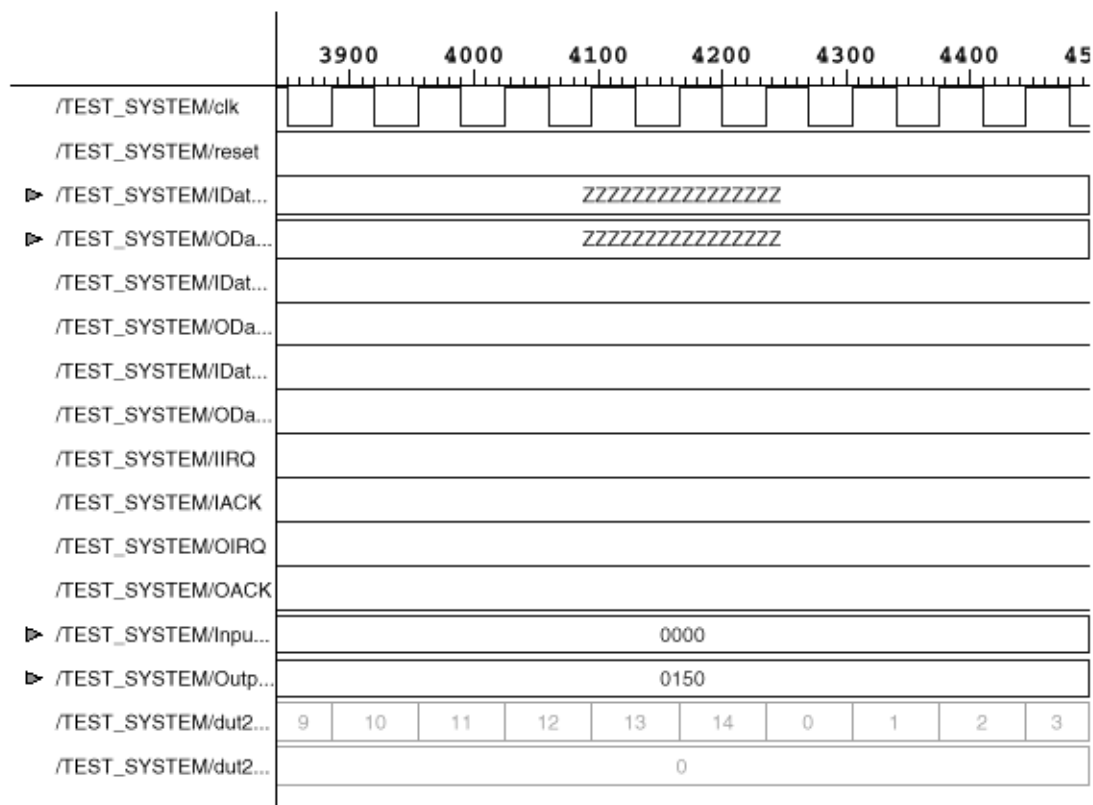 3900 4000 4100 4200 4300 4400 45
/TEST_SYSTEM/clk
/TEST_SYSTEM/reset
/TEST_SYSTEM/IDat... ZZZZZZZZZZZZZZZZ
/TEST_SYSTEM/ODa... ZZZZZZZZZZZZZZZZ
/TEST_SYSTEM/IDat...
/TEST_SYSTEM/ODa...
/TEST_SYSTEM/IDat...
/TEST_SYSTEM/ODa...
/TEST_SYSTEM/IIRQ
/TEST_SYSTEM/IACK
/TEST_SYSTEM/OIRQ
/TEST_SYSTEM/OACK
/TEST_SYSTEM/Inpu... 0000
/TEST_SYSTEM/Outp... 0150
/TEST_SYSTEM/dut2... 9 10 11 12 13 14 0 1 2 3
/TEST_SYSTEM/dut2... 0